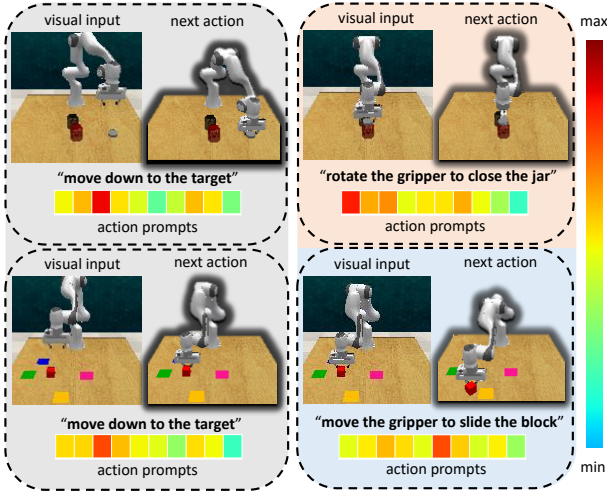 visual input next action
"move down to the target"
action prompts
visual input next action
"rotate the gripper to close the jar"
action prompts
max
visual input next action
"move down to the target"
action prompts
visual input next action
"move the gripper to slide the block"
action prompts
min